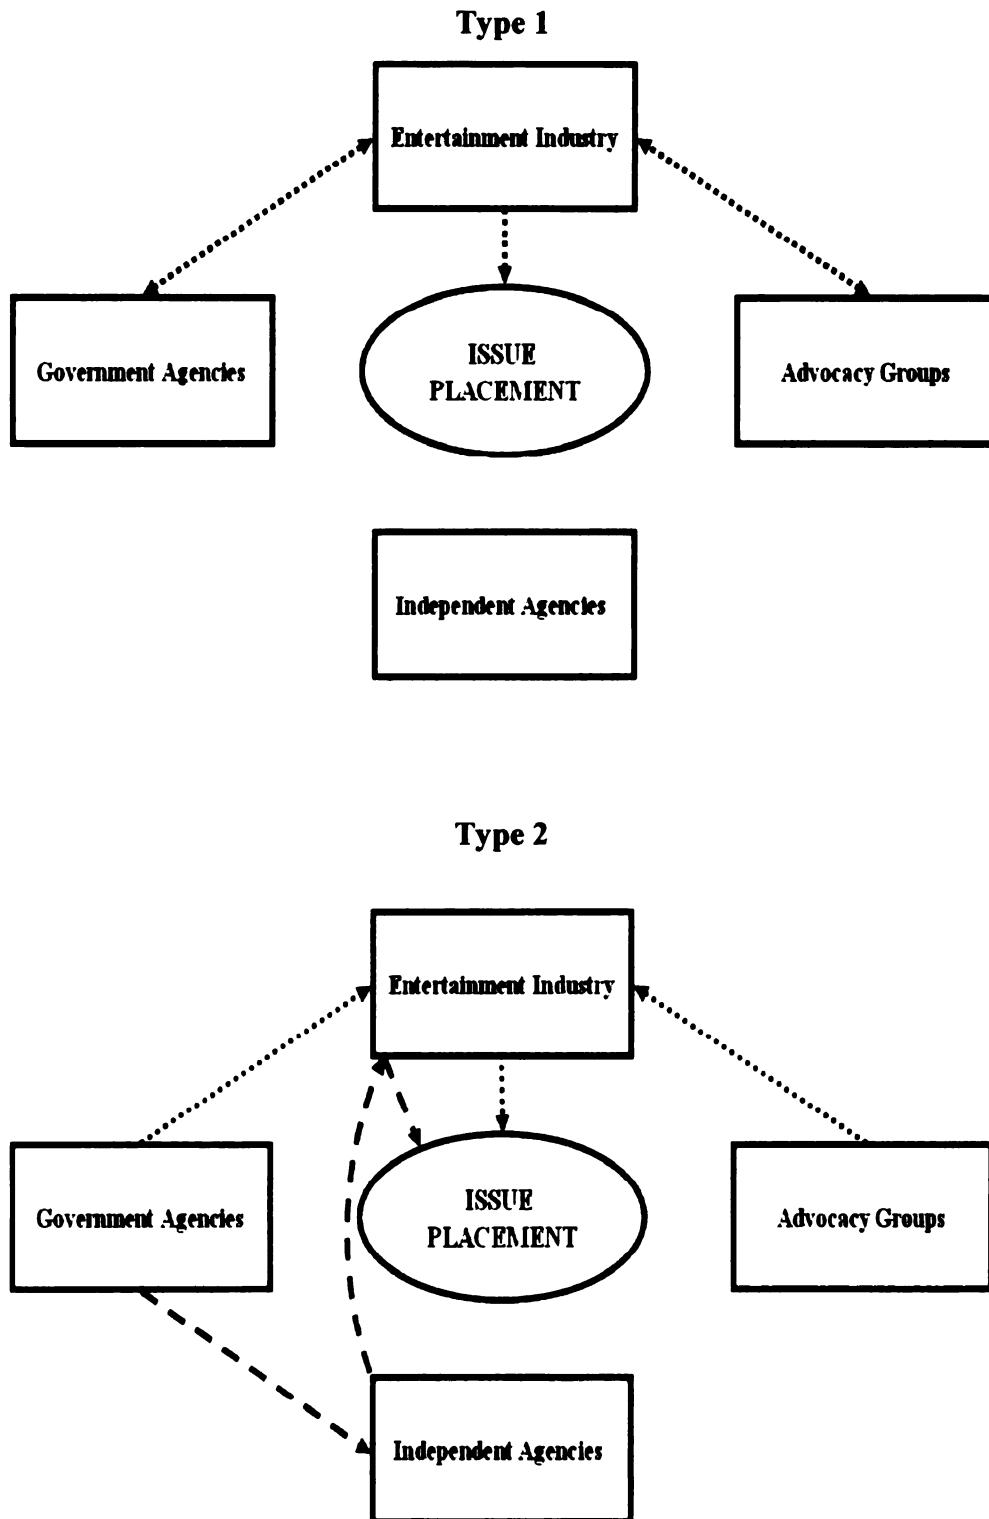 Type 1
Entertainment Industry
Government Agencies
ISSUE
PLACEMENT
Advocacy Groups
Independent Agencies
Type 2
Entertainment Industry
Government Agencies
ISSUE
PLACEMENT
Advocacy Groups
Independent Agencies